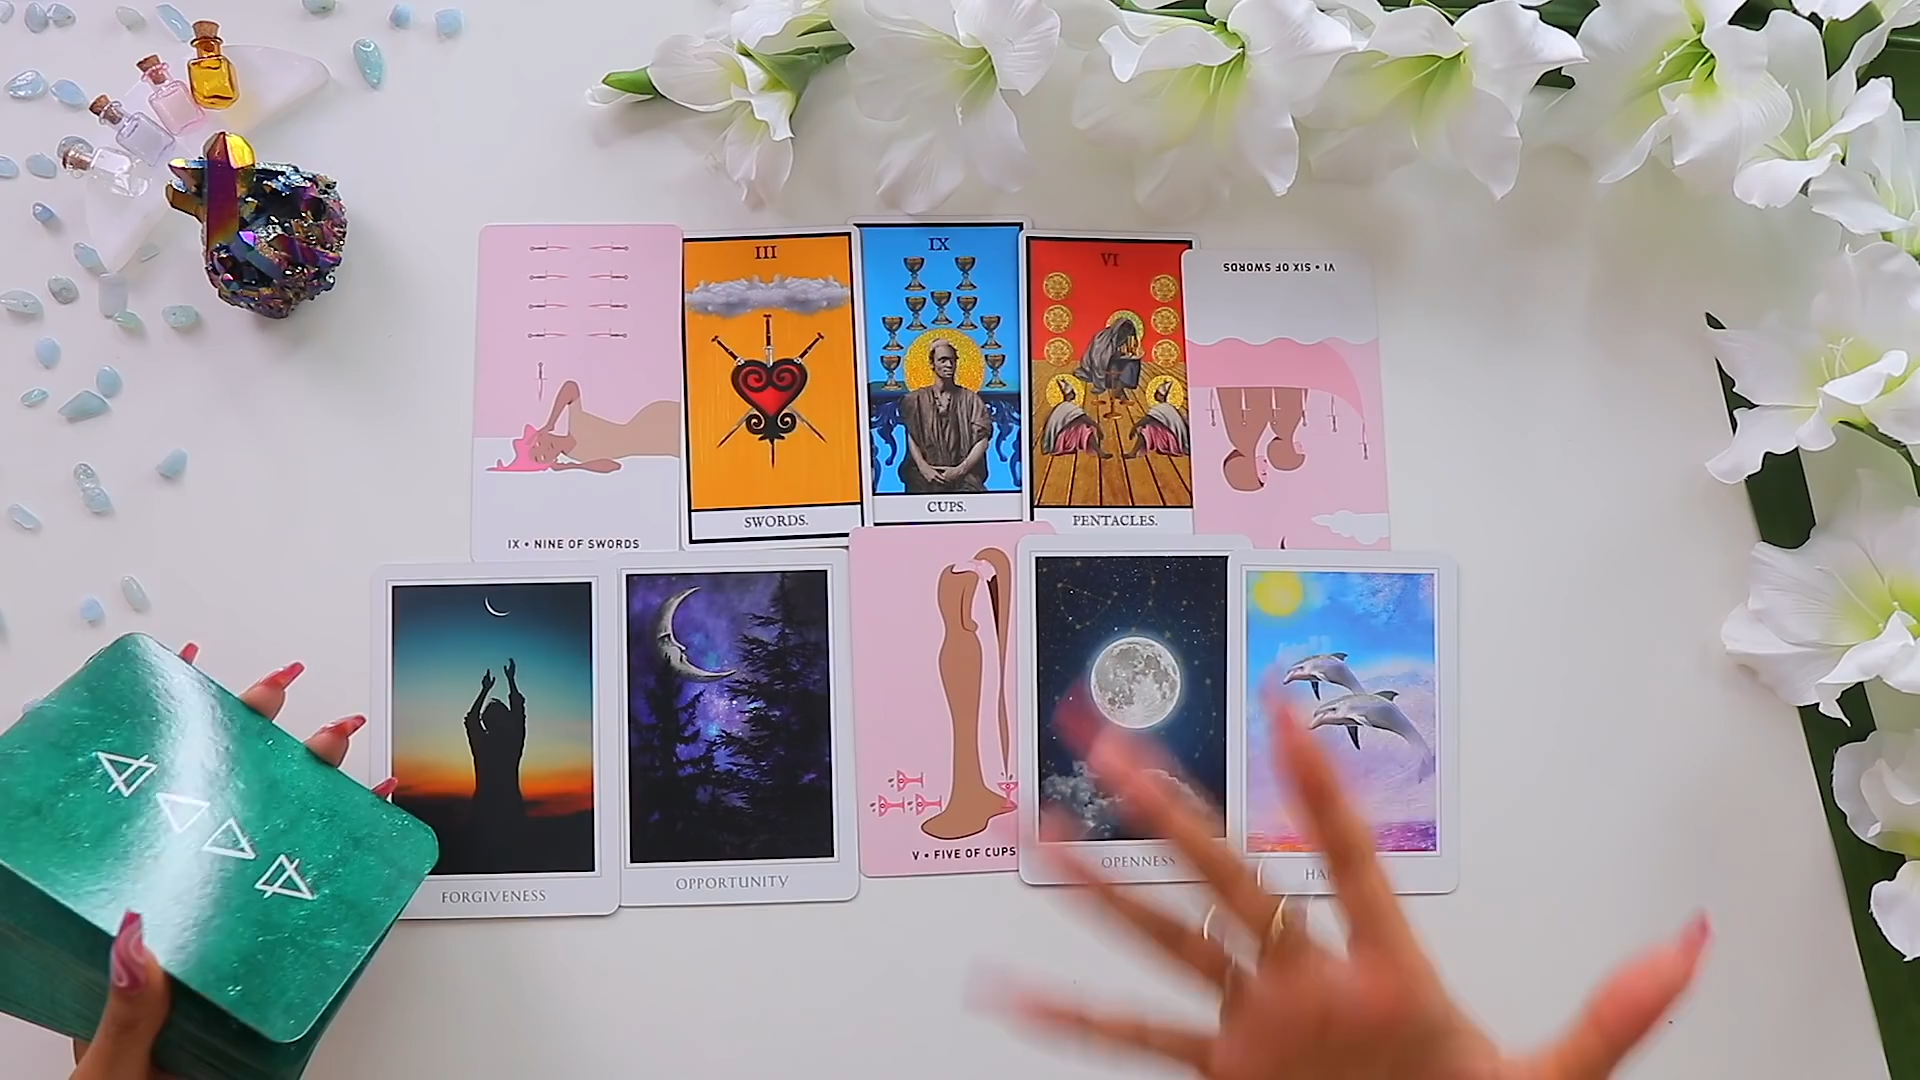 III
IX
VI
VI • SIX OF SWORDS
SWORDS.
CUPS.
PENTACLES.
IX • NINE OF SWORDS
FORGIVENESS
OPPORTUNITY
V • FIVE OF CUPS
OPENNESS